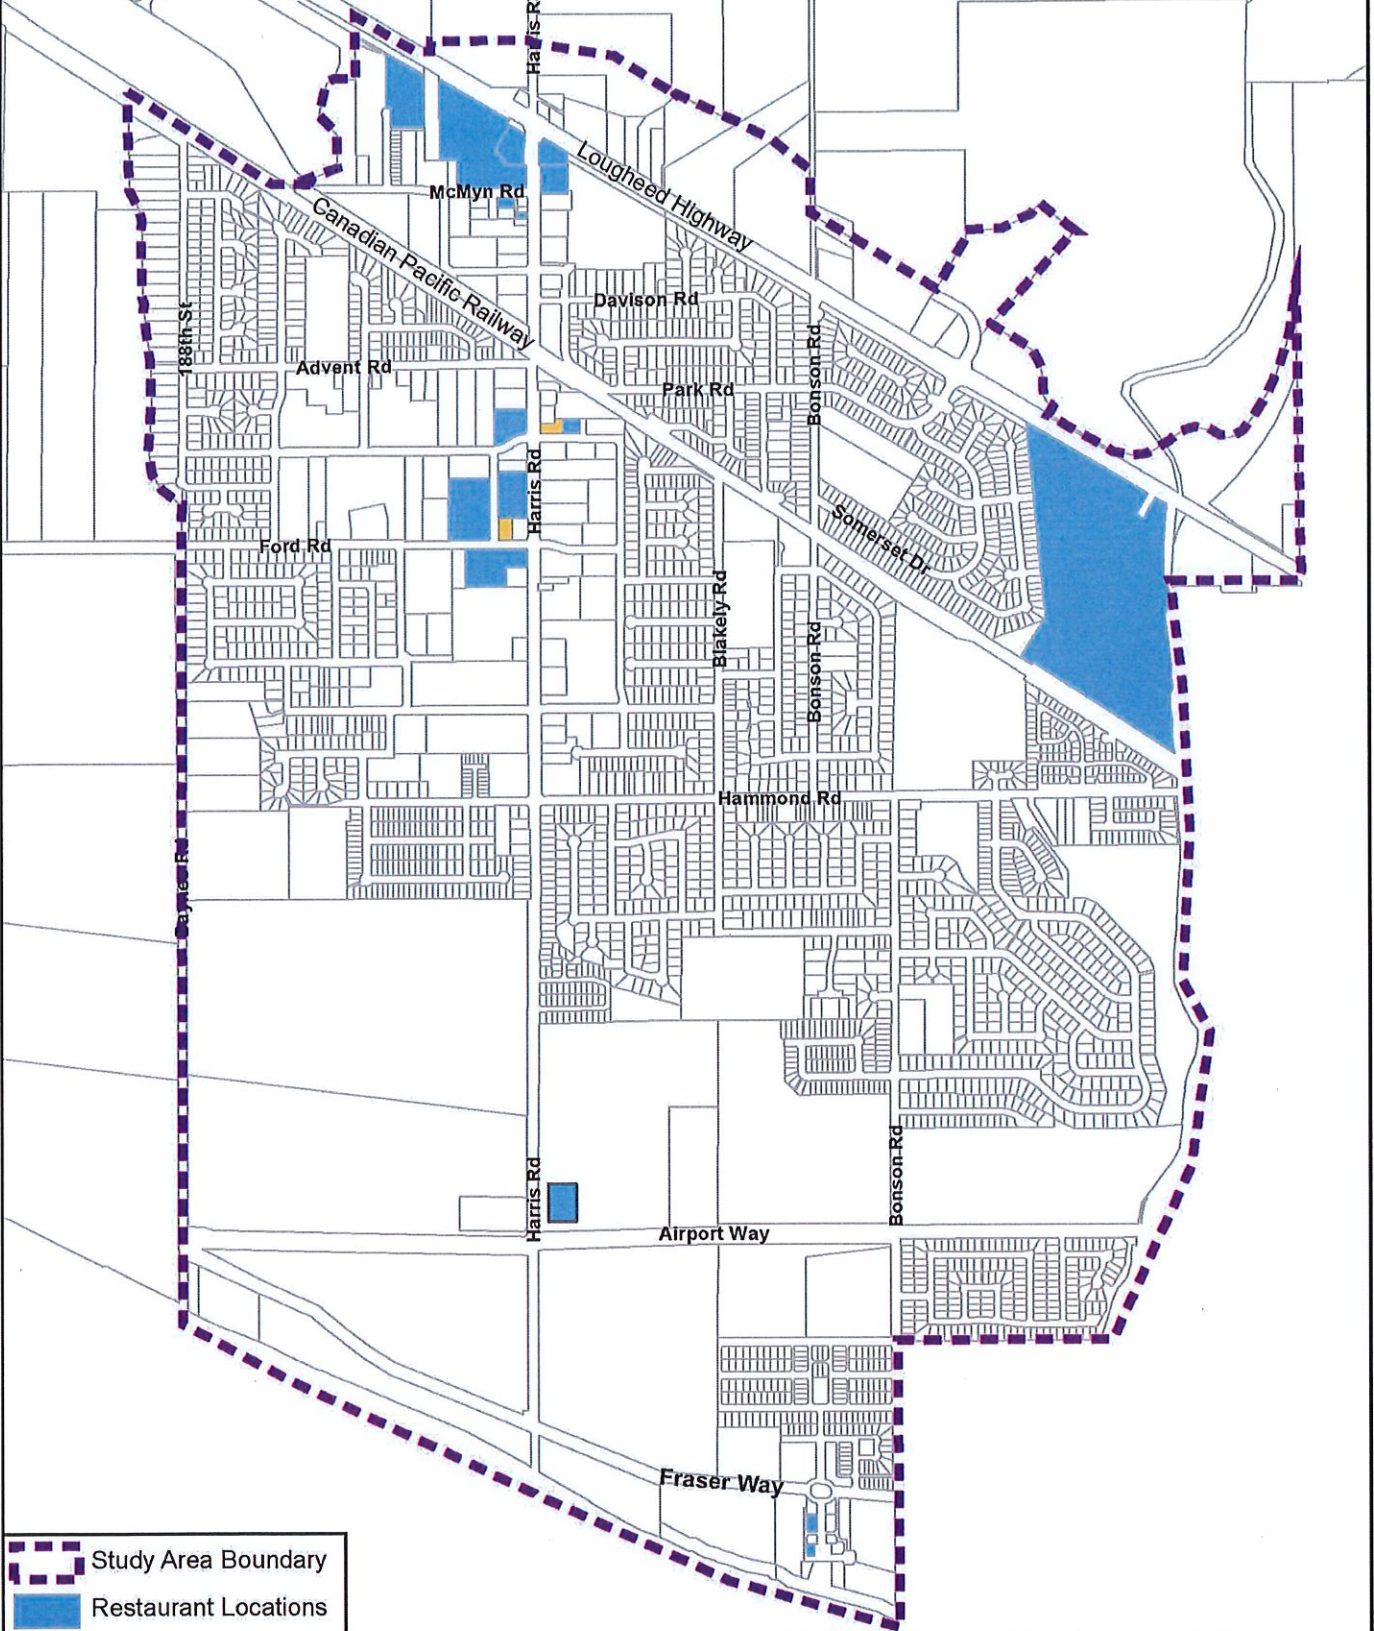 Harris R
Lougheed Highway
McMyn Rd
Canadian Pacific Railway
Davison Rd
188th St
Bonson Rd
Advent Rd
Park Rd
Harris Rd
Somerset Dr
Ford Rd
Blakely Rd
Bonson Rd
Hammond Rd
Bonson Rd
Harris Rd
Airport Way
Fraser Way
Study Area Boundary
Restaurant Locations